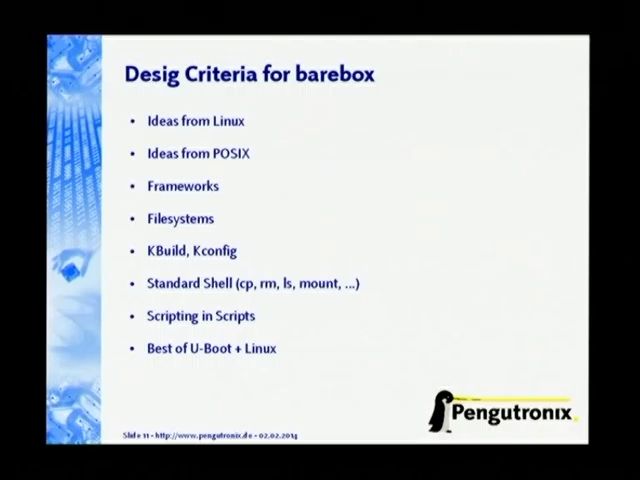 Desig Criteria for barebox
• Ideas from Linux
• Ideas from POSIX
• Frameworks
• Filesystems
• KBuild, Kconfig
• Standard Shell (cp, rm, ls, mount, ...)
• Scripting in Scripts
• Best of U-Boot + Linux
Pengutronix
Slide 11 - http://www.pengutronix.de - 02.02.2014